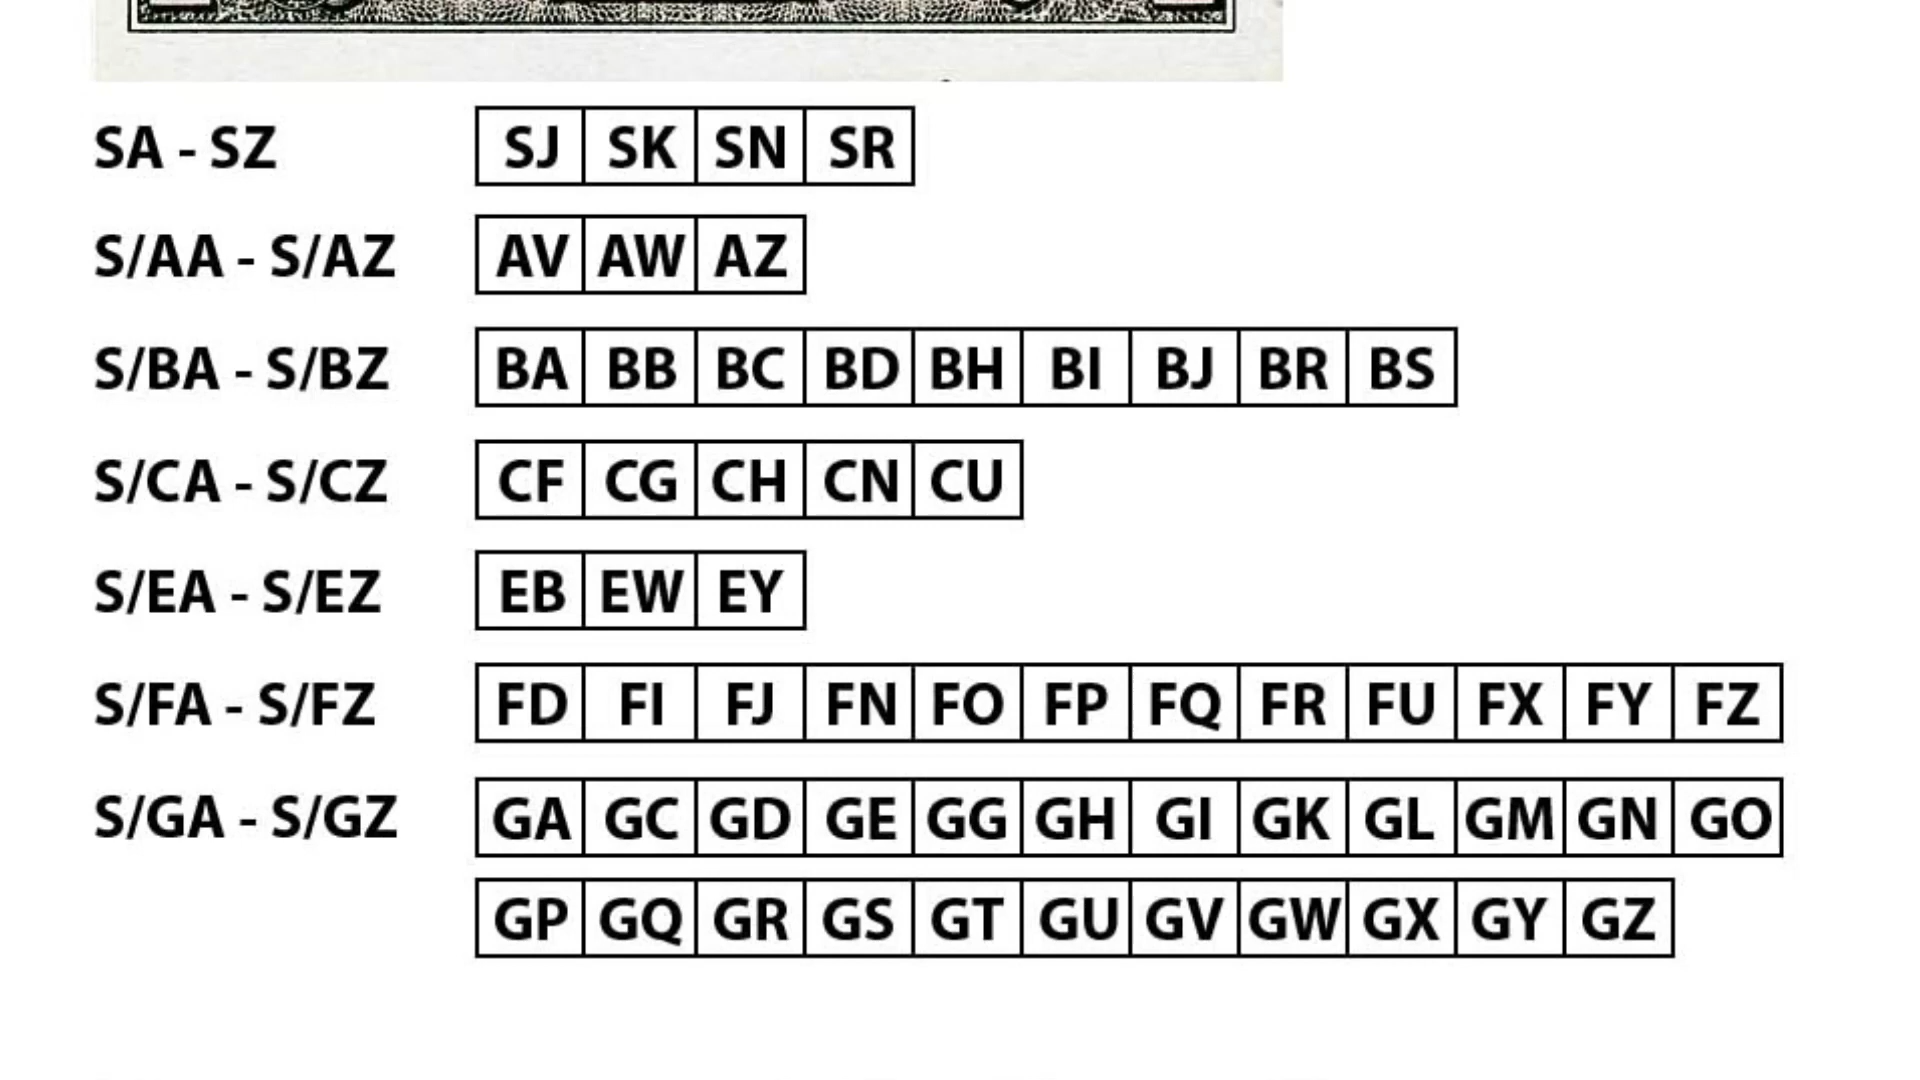 SA - SZ SJ SK SN SR
S/AA - S/AZ AV AW AZ
S/BA - S/BZ BA BB BC BD BH BI BJ BR BS
S/CA - S/CZ CF CG CH CN CU
S/EA - S/EZ EB EW EY
S/FA - S/FZ FD FI FJ FN FO FP FQ FR FU FX FY FZ
S/GA - S/GZ GA GC GD GE GG GH GI GK GL GM GN GO
GP GQ GR GS GT GU GV GW GX GY GZ